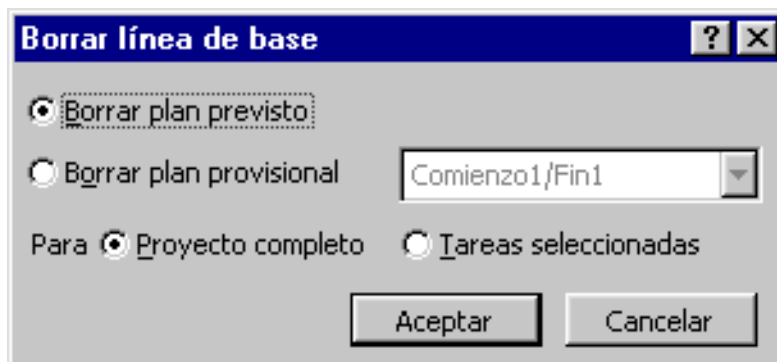 Borrar línea de base
Borrar plan previsto
Borrar plan provisional Comienzo1/Fin1
Para Proyecto completo Tareas seleccionadas
Aceptar Cancelar